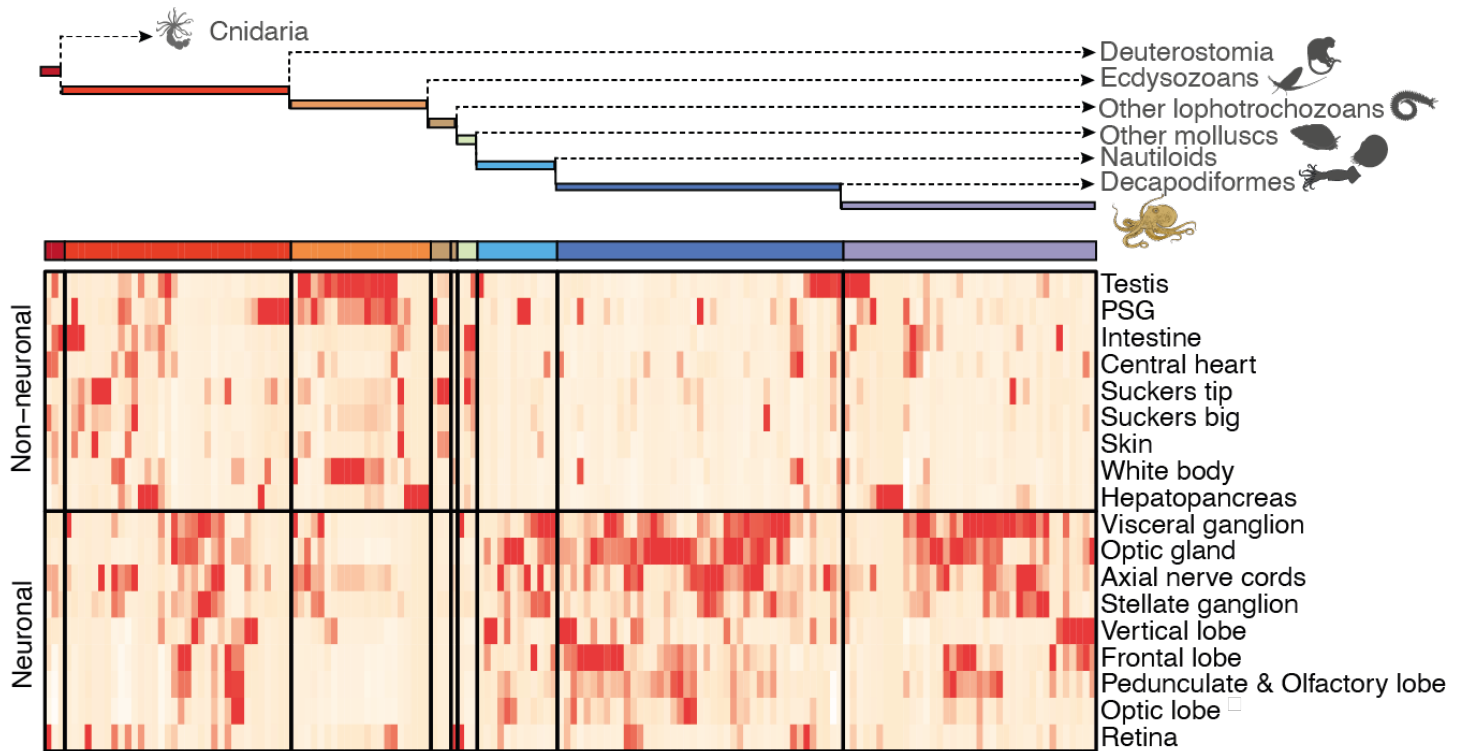 Cnidaria
Deuterostomia
Ecdysozoans
Other lophotrochozoans
Other molluscs
Nautiloids
Decapodiformes
Non-neuronal
Testis
PSG
Intestine
Central heart
Suckers tip
Suckers big
Skin
White body
Hepatopancreas
Neuronal
Visceral ganglion
Optic gland
Axial nerve cords
Stellate ganglion
Vertical lobe
Frontal lobe
Pedunculate & Olfactory lobe
Optic lobe
Retina